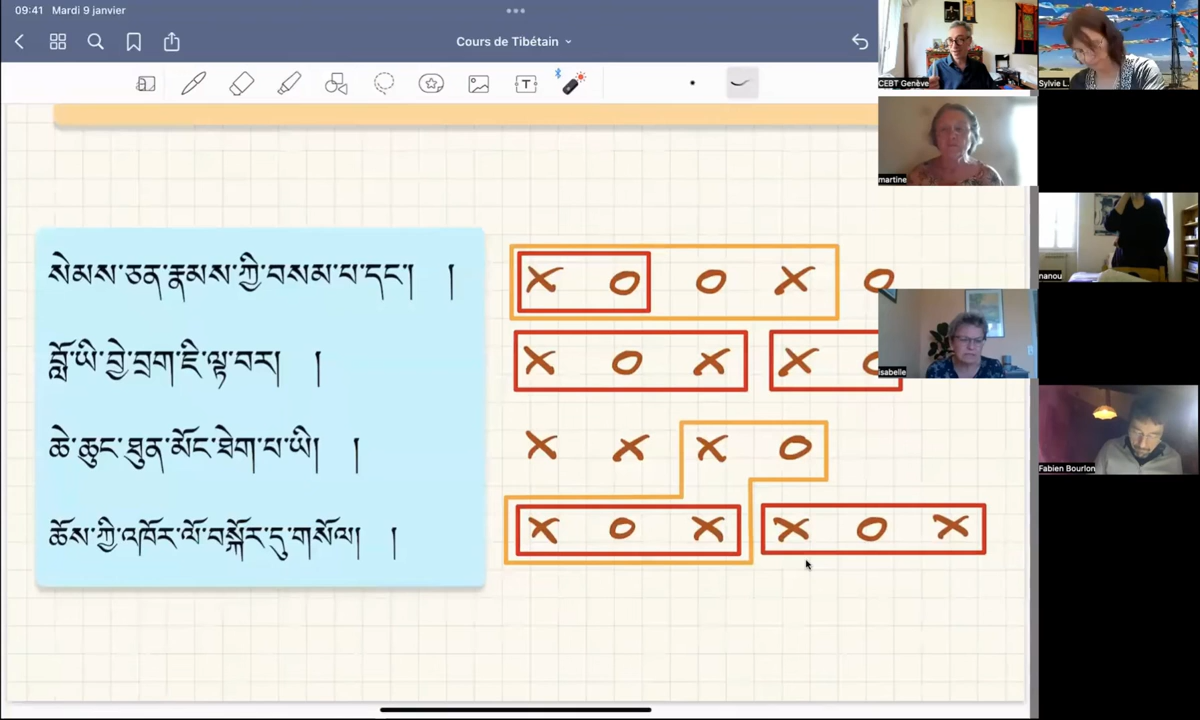 09:41 Mardi 9 janvier
Cours de Tibétain
CEBT Genève
Sylvie L.
martine
nanou
isabelle
Fabien Bourlon
སེམས་ཅན་རྣམས་ཀྱི་བསམ་པ་དང་། །
བློ་ཡི་བྱེ་བྲག་ཇི་ལྟ་བར། །
ཆེ་ཆུང་ཐུན་མོང་ཐེག་པ་ཡི། །
ཆོས་ཀྱི་འཁོར་ལོ་བསྐོར་དུ་གསོལ། །
X O O X O
X O X X O
X X X O
X O X X O X